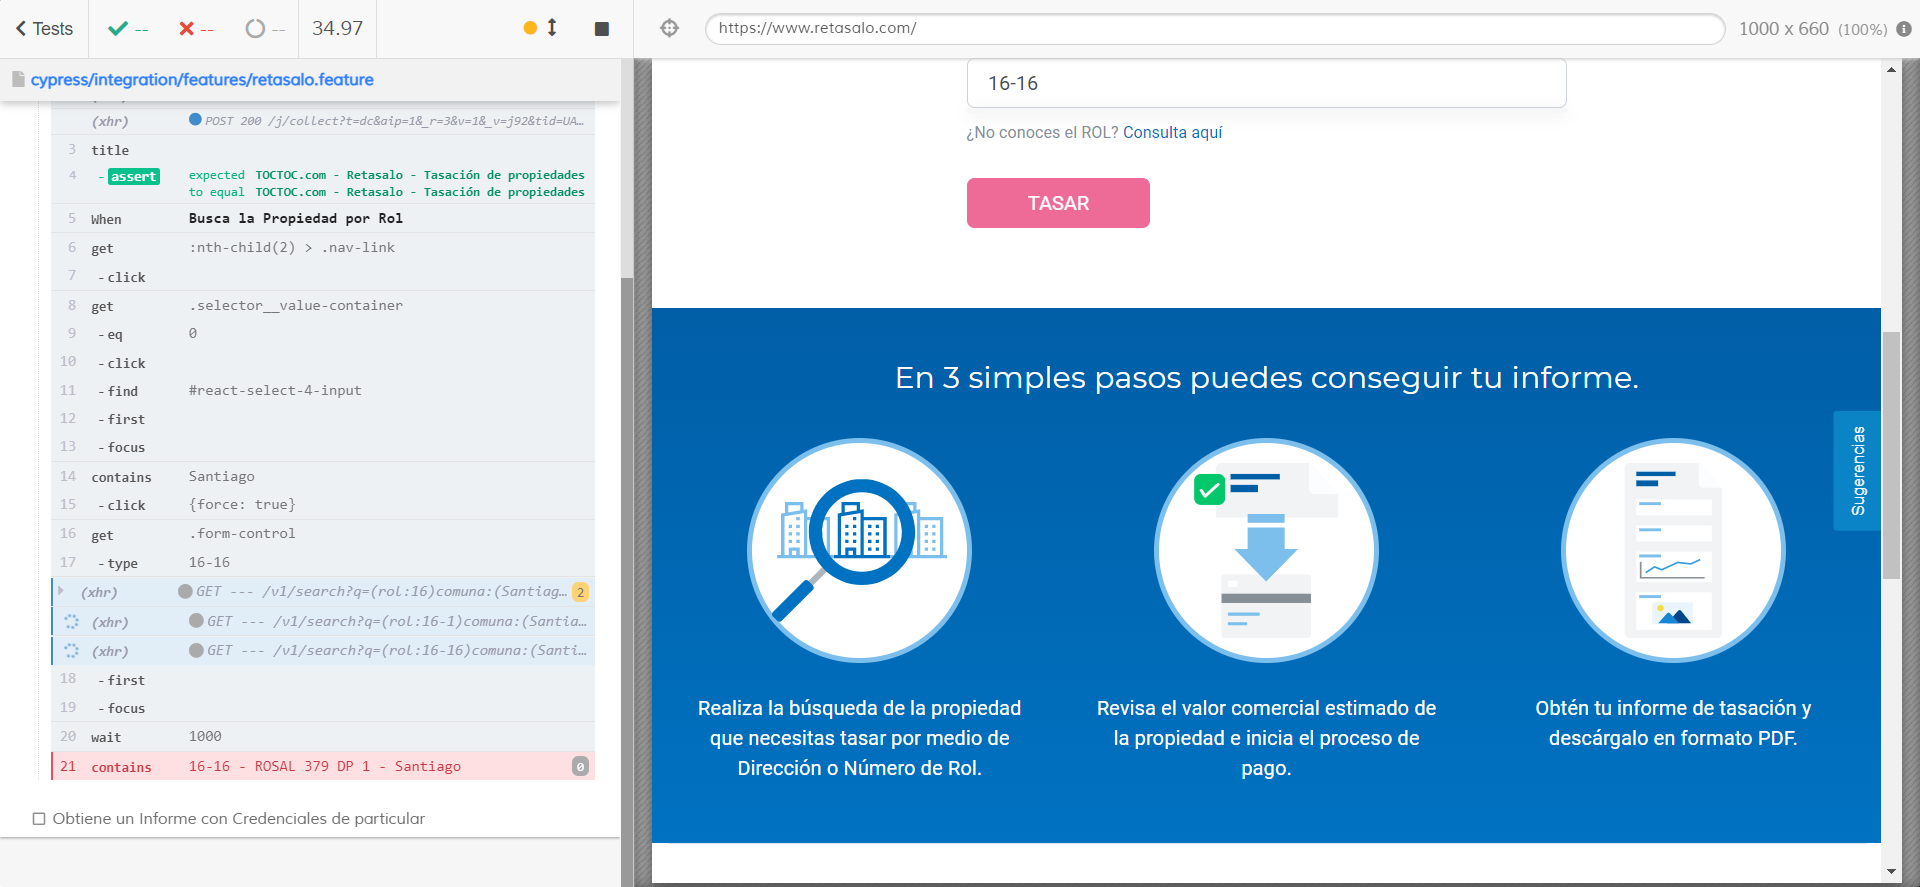 Tests
--
--
--
34.97
https://www.retasalo.com/
1000 x 660 (100%)
cypress/integration/features/retasalo.feature
(xhr) POST 200 /j/collect?t=dc&aip=1&_r=3&v=1&_v=j92&tid=UA…
3 title
4 -assert expected TOCTOC.com - Retasalo - Tasación de propiedades
to equal TOCTOC.com - Retasalo - Tasación de propiedades
5 When Busca la Propiedad por Rol
6 get :nth-child(2) > .nav-link
7 -click
8 get .selector__value-container
9 -eq 0
10 -click
11 -find #react-select-4-input
12 -first
13 -focus
14 contains Santiago
15 -click {force: true}
16 get .form-control
17 -type 16-16
(xhr) GET --- /v1/search?q=(rol:16)comuna:(Santiag… 2
(xhr) GET --- /v1/search?q=(rol:16-1)comuna:(Santia…
(xhr) GET --- /v1/search?q=(rol:16-16)comuna:(Santi…
18 -first
19 -focus
20 wait 1000
21 contains 16-16 - ROSAL 379 DP 1 - Santiago 0
Obtiene un Informe con Credenciales de particular
16-16
¿No conoces el ROL? Consulta aquí
TASAR
En 3 simples pasos puedes conseguir tu informe.
Sugerencias
Realiza la búsqueda de la propiedad
que necesitas tasar por medio de
Dirección o Número de Rol.
Revisa el valor comercial estimado de
la propiedad e inicia el proceso de
pago.
Obtén tu informe de tasación y
descárgalo en formato PDF.